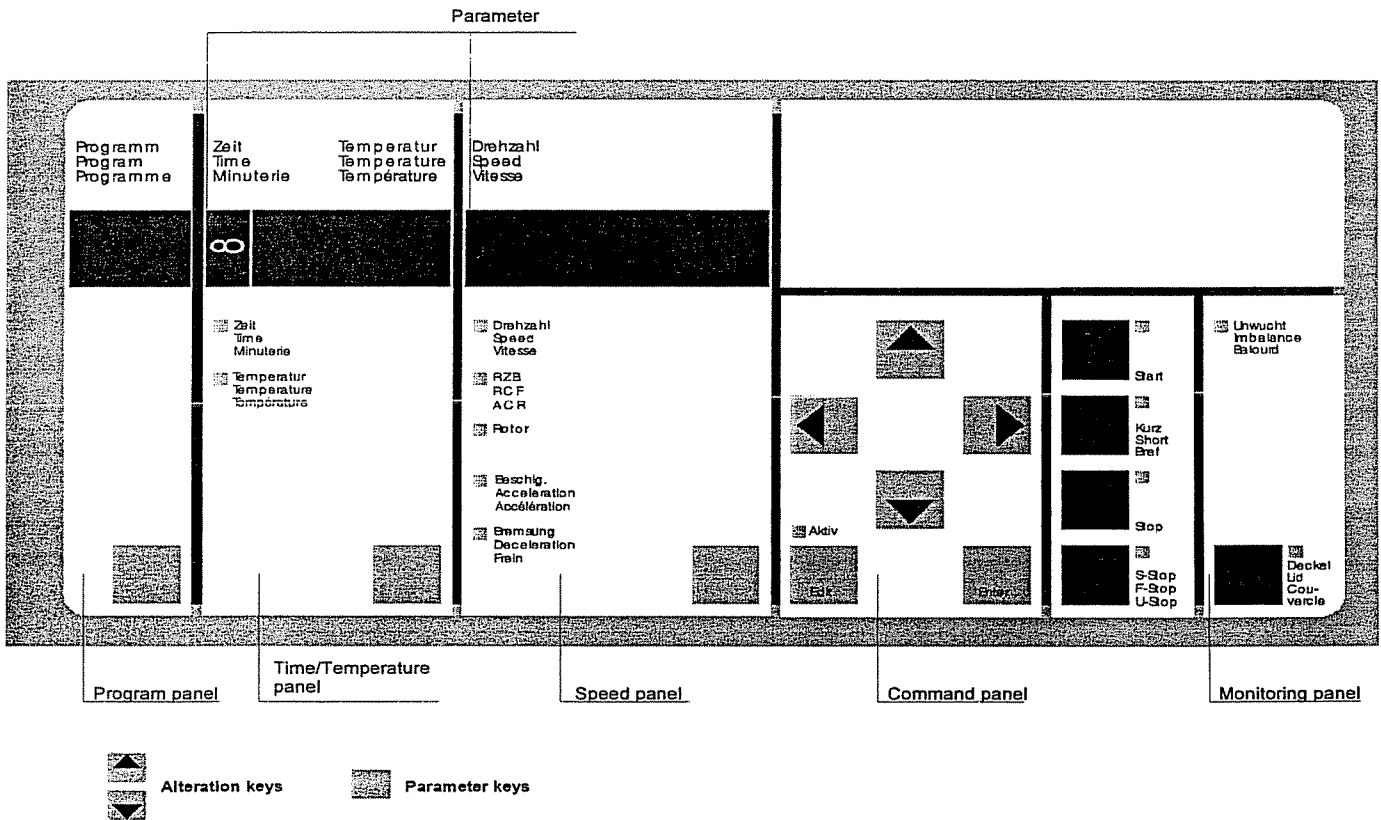 Parameter
Programm
Program
Programme
Zeit
Time
Minuterie
Temperatur
Temperature
Température
Drehzahl
Speed
Vitesse
8
Zeit
Time
Minuterie
Temperatur
Temperature
Température
Drehzahl
Speed
Vitesse
RZB
RCF
ACR
Rotor
Beschlg.
Acceleration
Accélération
Bremsung
Deceleration
Frein
Aktiv
Edit
Enter
Start
Kurz
Short
Bref
Stop
S-Stop
F-Stop
U-Stop
Unwucht
Imbalance
Balourd
Deckel
Lid
Cou-
vercle
Program panel
Time/Temperature
panel
Speed panel
Command panel
Monitoring panel
Alteration keys
Parameter keys